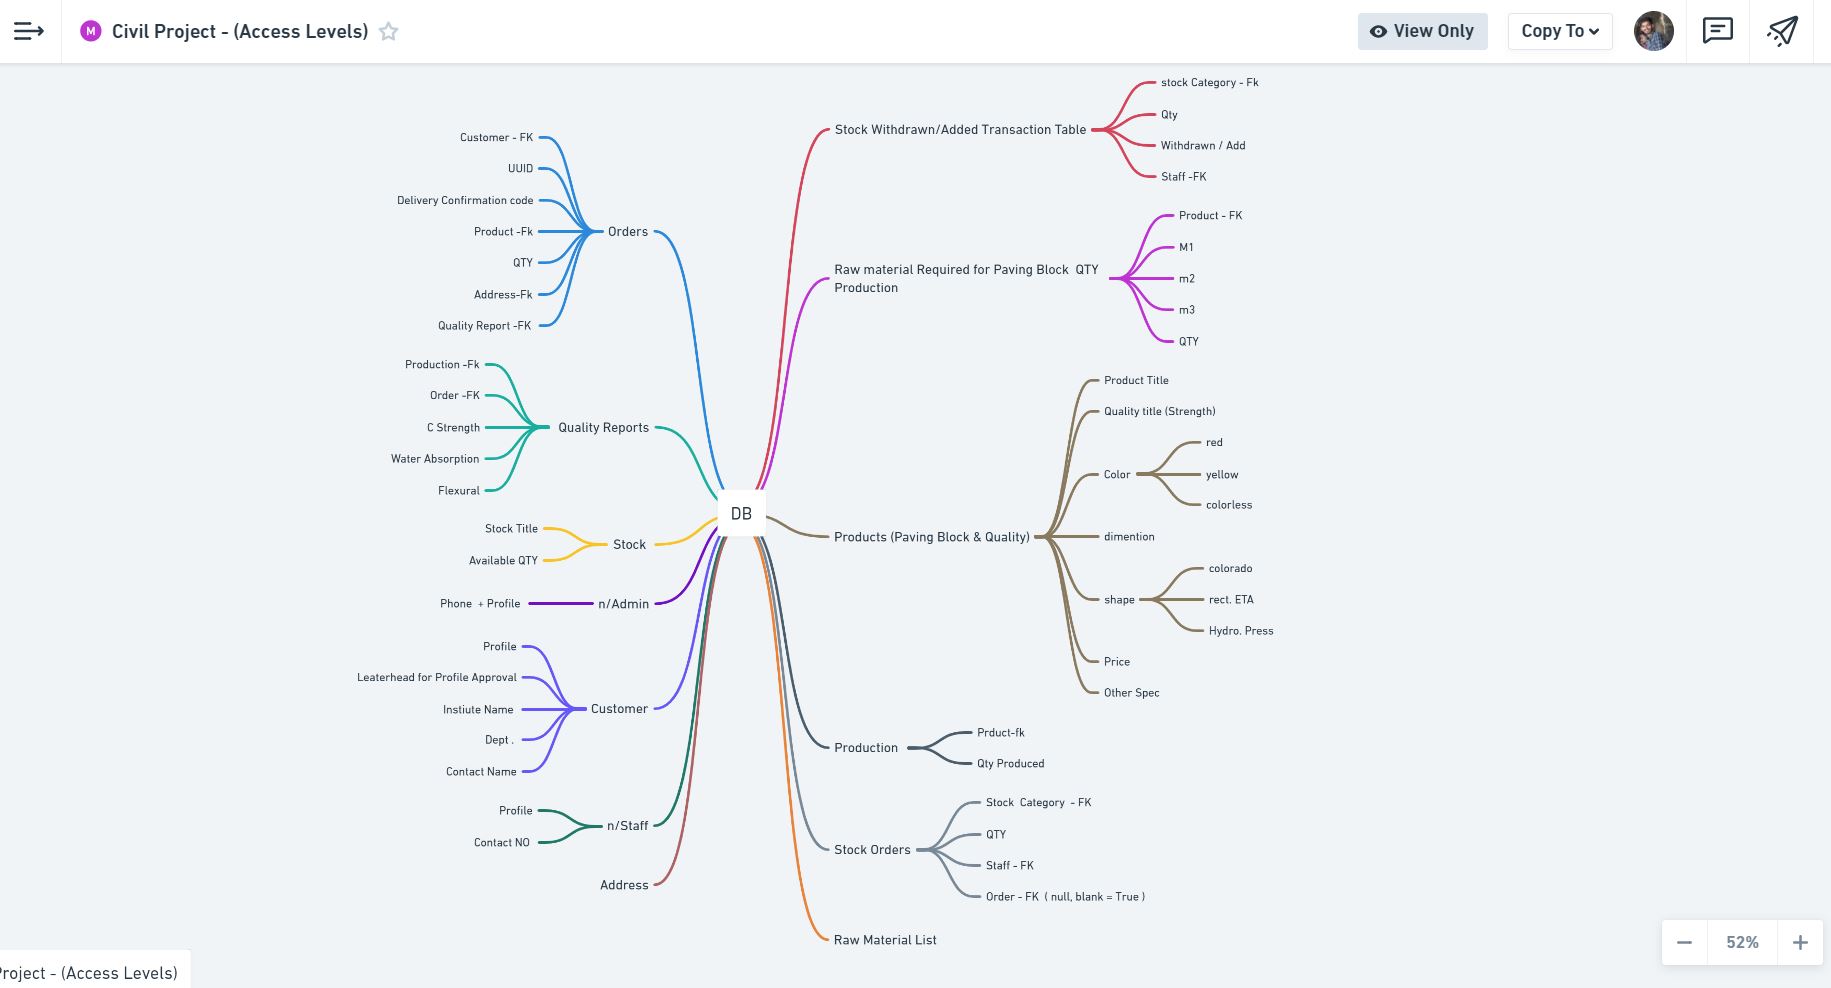 M
Civil Project - (Access Levels)
View Only
Copy To
Customer - FK
UUID
Delivery Confirmation code
Product -Fk
QTY
Address-Fk
Quality Report -FK
Orders
Production -Fk
Order -FK
C Strength
Water Absorption
Flexural
Quality Reports
Stock Title
Available QTY
Stock
Phone + Profile
n/Admin
Profile
Leaterhead for Profile Approval
Instiute Name
Dept .
Contact Name
Customer
Profile
Contact NO
n/Staff
Address
DB
Stock Withdrawn/Added Transaction Table
stock Category - Fk
Qty
Withdrawn / Add
Staff -FK
Raw material Required for Paving Block QTY
Production
Product - FK
M1
m2
m3
QTY
Products (Paving Block & Quality)
Product Title
Quality title (Strength)
Color
red
yellow
colorless
dimention
shape
colorado
rect. ETA
Hydro. Press
Price
Other Spec
Production
Prduct-fk
Qty Produced
Stock Orders
Stock Category - FK
QTY
Staff - FK
Order - FK ( null, blank = True )
Raw Material List
Project - (Access Levels)
− 52% +